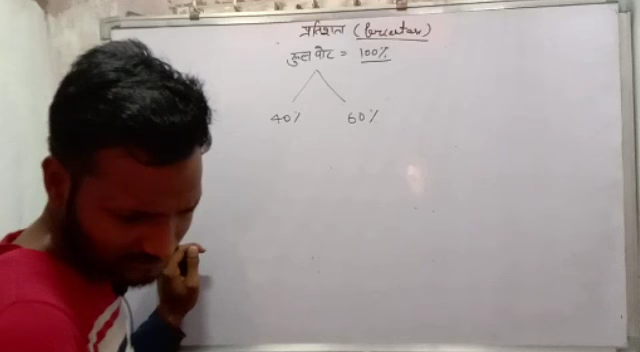 प्रतिशत (Percentage)
कुल वोट = 100%
40% 60%